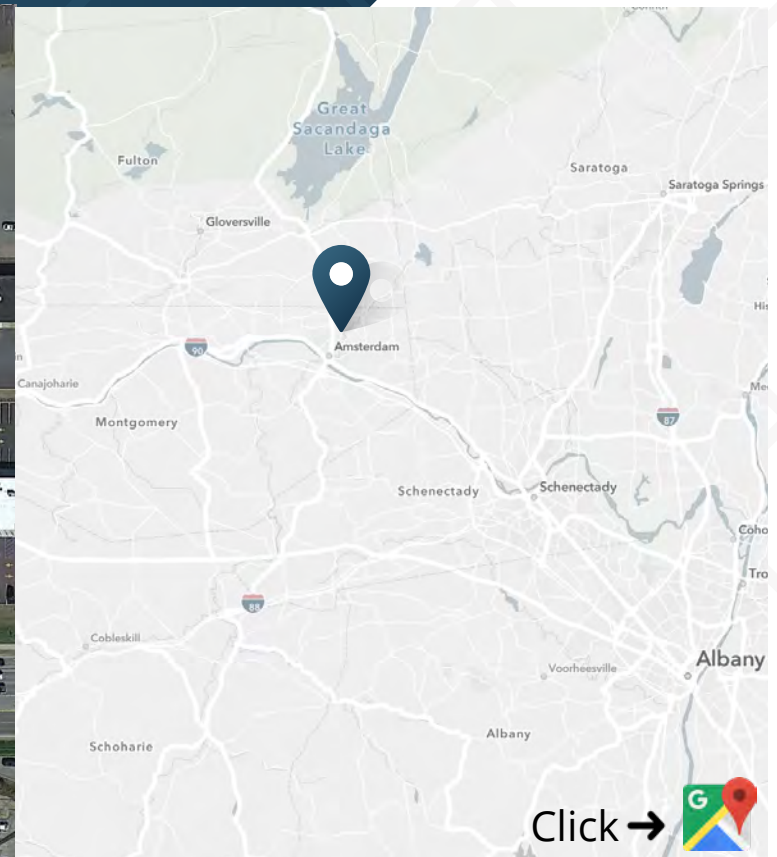 Great
Sacandaga
Lake
Fulton
Saratoga
Saratoga Springs
Gloversville
Amsterdam
90
Canajoharie
Montgomery
87
Schenectady
Schenectady
Coho
Tro
88
Cobleskill
Albany
Voorheesville
Albany
Schoharie
Click →
G